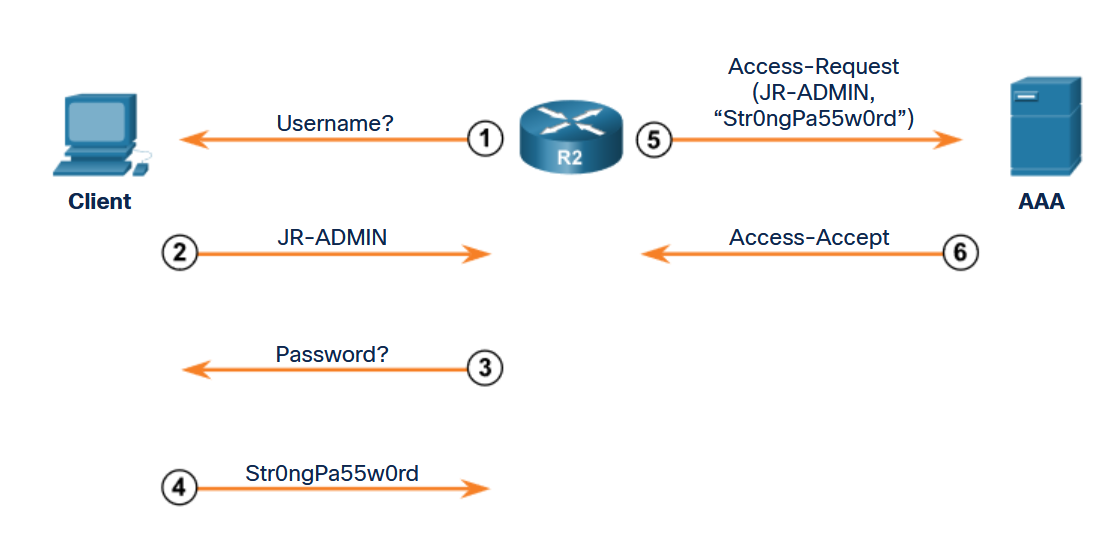 Access-Request
(JR-ADMIN,
“Str0ngPa55w0rd”)
Username?
1
R2
5
Client
AAA
2
JR-ADMIN
Access-Accept
6
Password?
3
4
Str0ngPa55w0rd